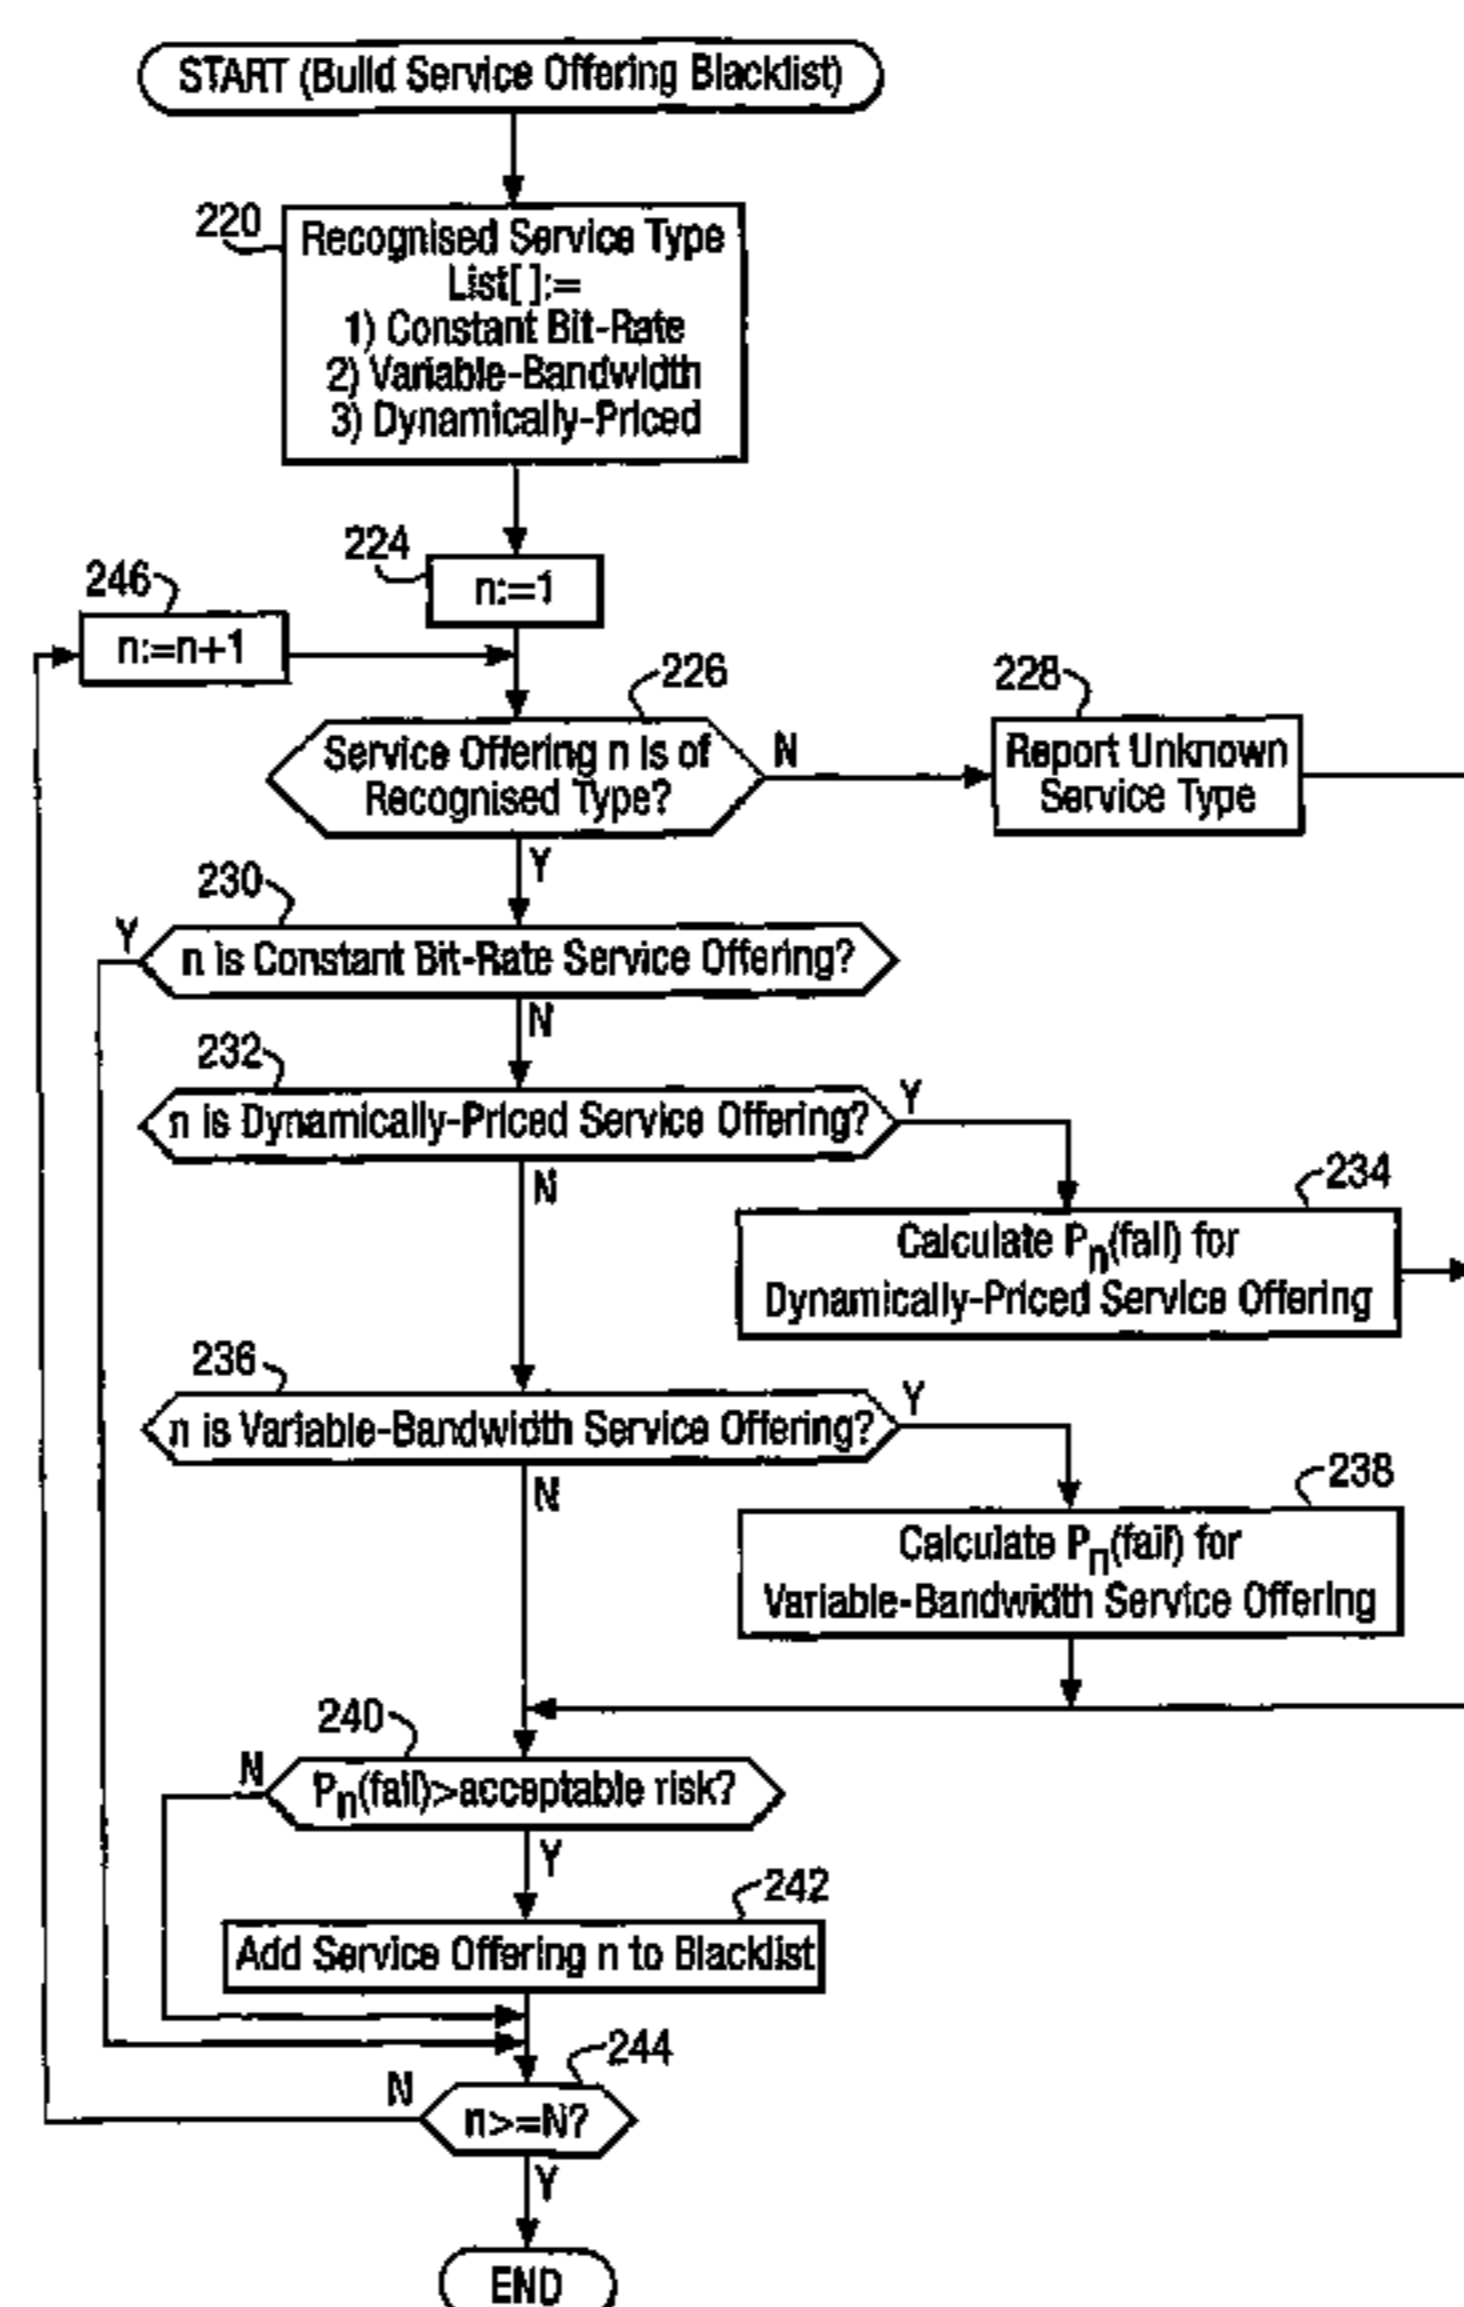 START (Build Service Offering Blacklist)
220
Recognised Service Type
List[ ]:=
1) Constant Bit-Rate
2) Variable-Bandwidth
3) Dynamically-Priced
224
n:=1
246
n:=n+1
226
Service Offering n is of
Recognised Type?
N
228
Report Unknown
Service Type
Y
230
Y
n is Constant Bit-Rate Service Offering?
N
232
n is Dynamically-Priced Service Offering?
Y
N
234
Calculate Pn(fail) for
Dynamically-Priced Service Offering
236
n is Variable-Bandwidth Service Offering?
Y
N
238
Calculate Pn(fail) for
Variable-Bandwidth Service Offering
240
N
Pn(fail)>acceptable risk?
Y
242
Add Service Offering n to Blacklist
244
N
n>=N?
Y
END